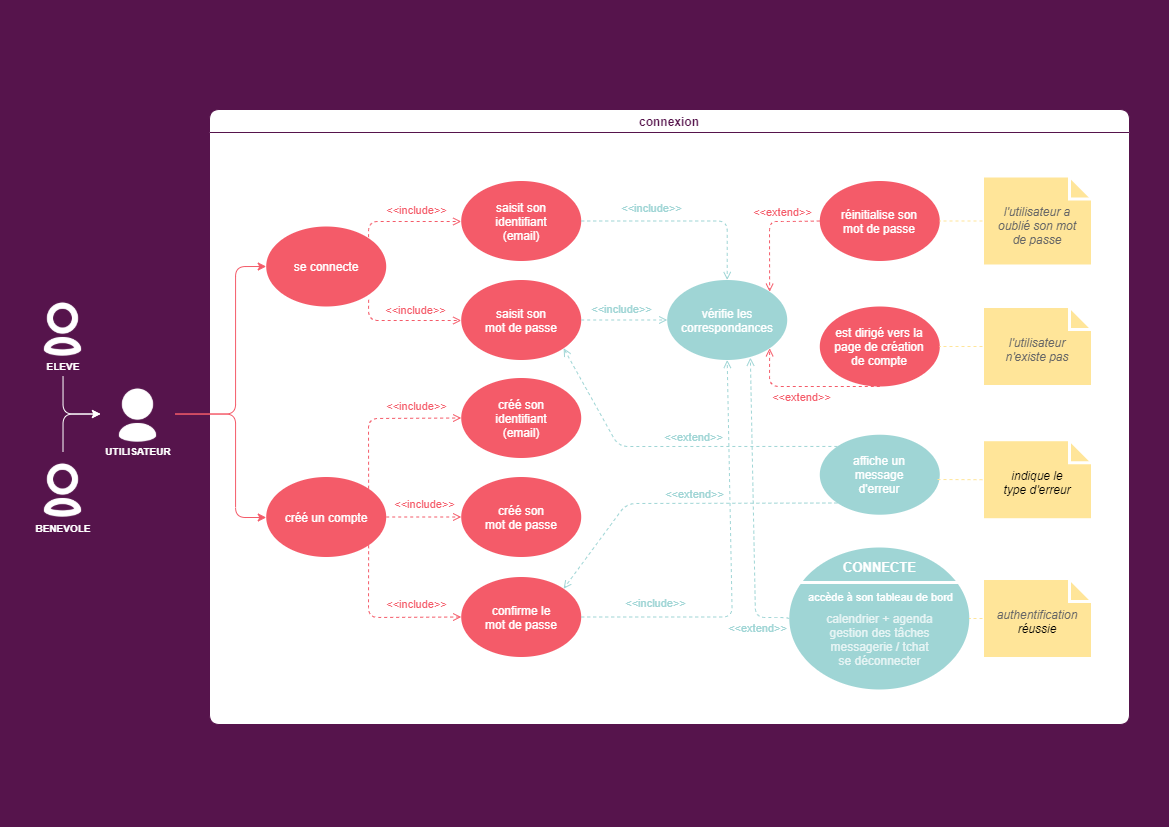 connexion
saisit son
identifiant
(email)
<<include>>
<<include>>
<<extend>>
réinitialise son
mot de passe
l'utilisateur a
oublié son mot
de passe
se connecte
<<include>>
saisit son
mot de passe
<<include>>
vérifie les
correspondances
est dirigé vers la
page de création
de compte
l'utilisateur
n'existe pas
<<extend>>
ELEVE
UTILISATEUR
BENEVOLE
<<include>>
créé son
identifiant
(email)
<<extend>>
affiche un
message
d'erreur
indique le
type d'erreur
créé un compte
<<include>>
créé son
mot de passe
<<extend>>
<<include>>
confirme le
mot de passe
<<include>>
<<extend>>
CONNECTE
accède à son tableau de bord
calendrier + agenda
gestion des tâches
messagerie / tchat
se déconnecter
authentification
réussie